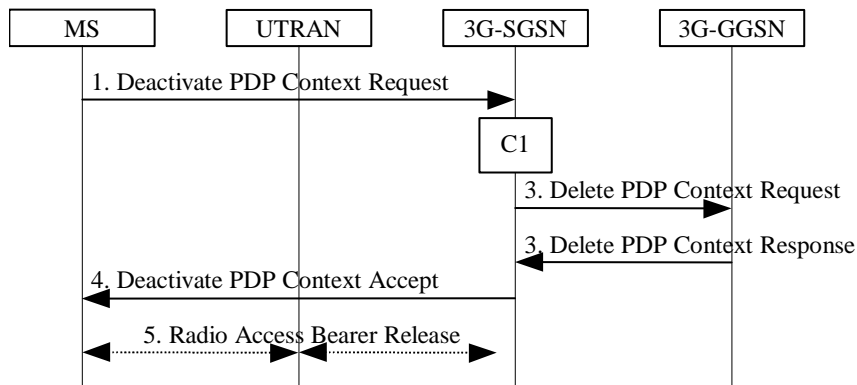 MS UTRAN 3G-SGSN 3G-GGSN
1. Deactivate PDP Context Request
C1
3. Delete PDP Context Request
3. Delete PDP Context Response
4. Deactivate PDP Context Accept
5. Radio Access Bearer Release